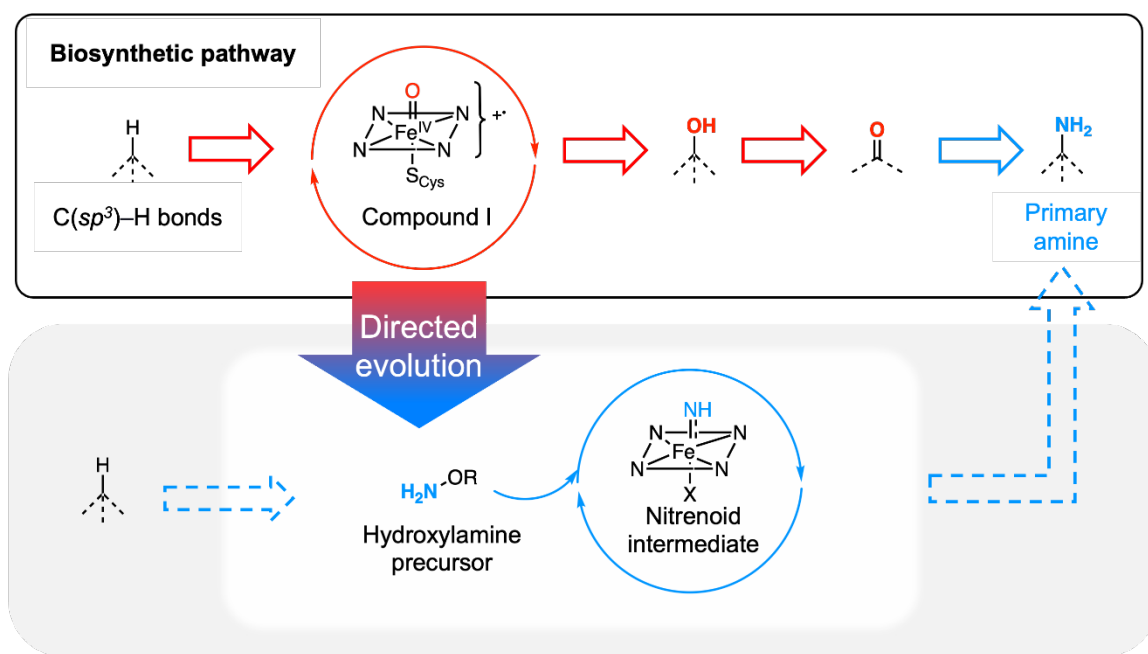 Biosynthetic pathway
H
C(sp³)–H bonds
O
N N
Fe^IV
N N
S_Cys
} +•
Compound I
OH
O
NH₂
Primary
amine
Directed
evolution
H
H₂N OR
Hydroxylamine
precursor
NH
N N
Fe
N N
X
Nitrenoid
intermediate